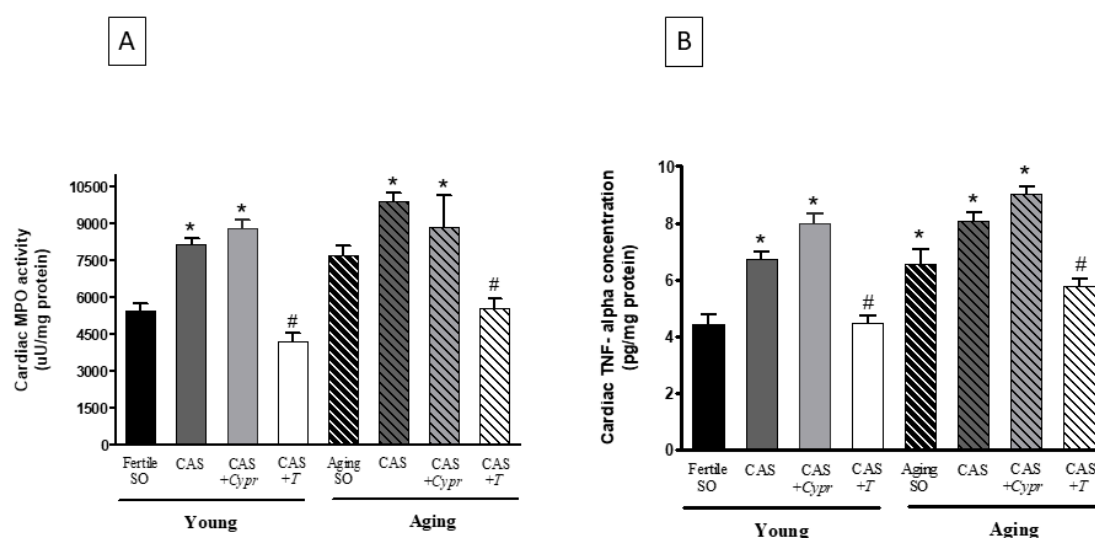 A
Cardiac MPO activity
(uU/mg protein)
10500
9000
7500
6000
4500
3000
1500
0
*
*
#
*
*
Fertile
SO
CAS
CAS
+Cypr
CAS
+T
Aging
SO
CAS
CAS
+Cypr
CAS
+T
#
Young
Aging
B
Cardiac TNF- alpha concentration
(pg/mg protein)
10
8
6
4
2
0
*
*
#
*
*
*
#
Fertile
SO
CAS
CAS
+Cypr
CAS
+T
Aging
SO
CAS
CAS
+Cypr
CAS
+T
Young
Aging